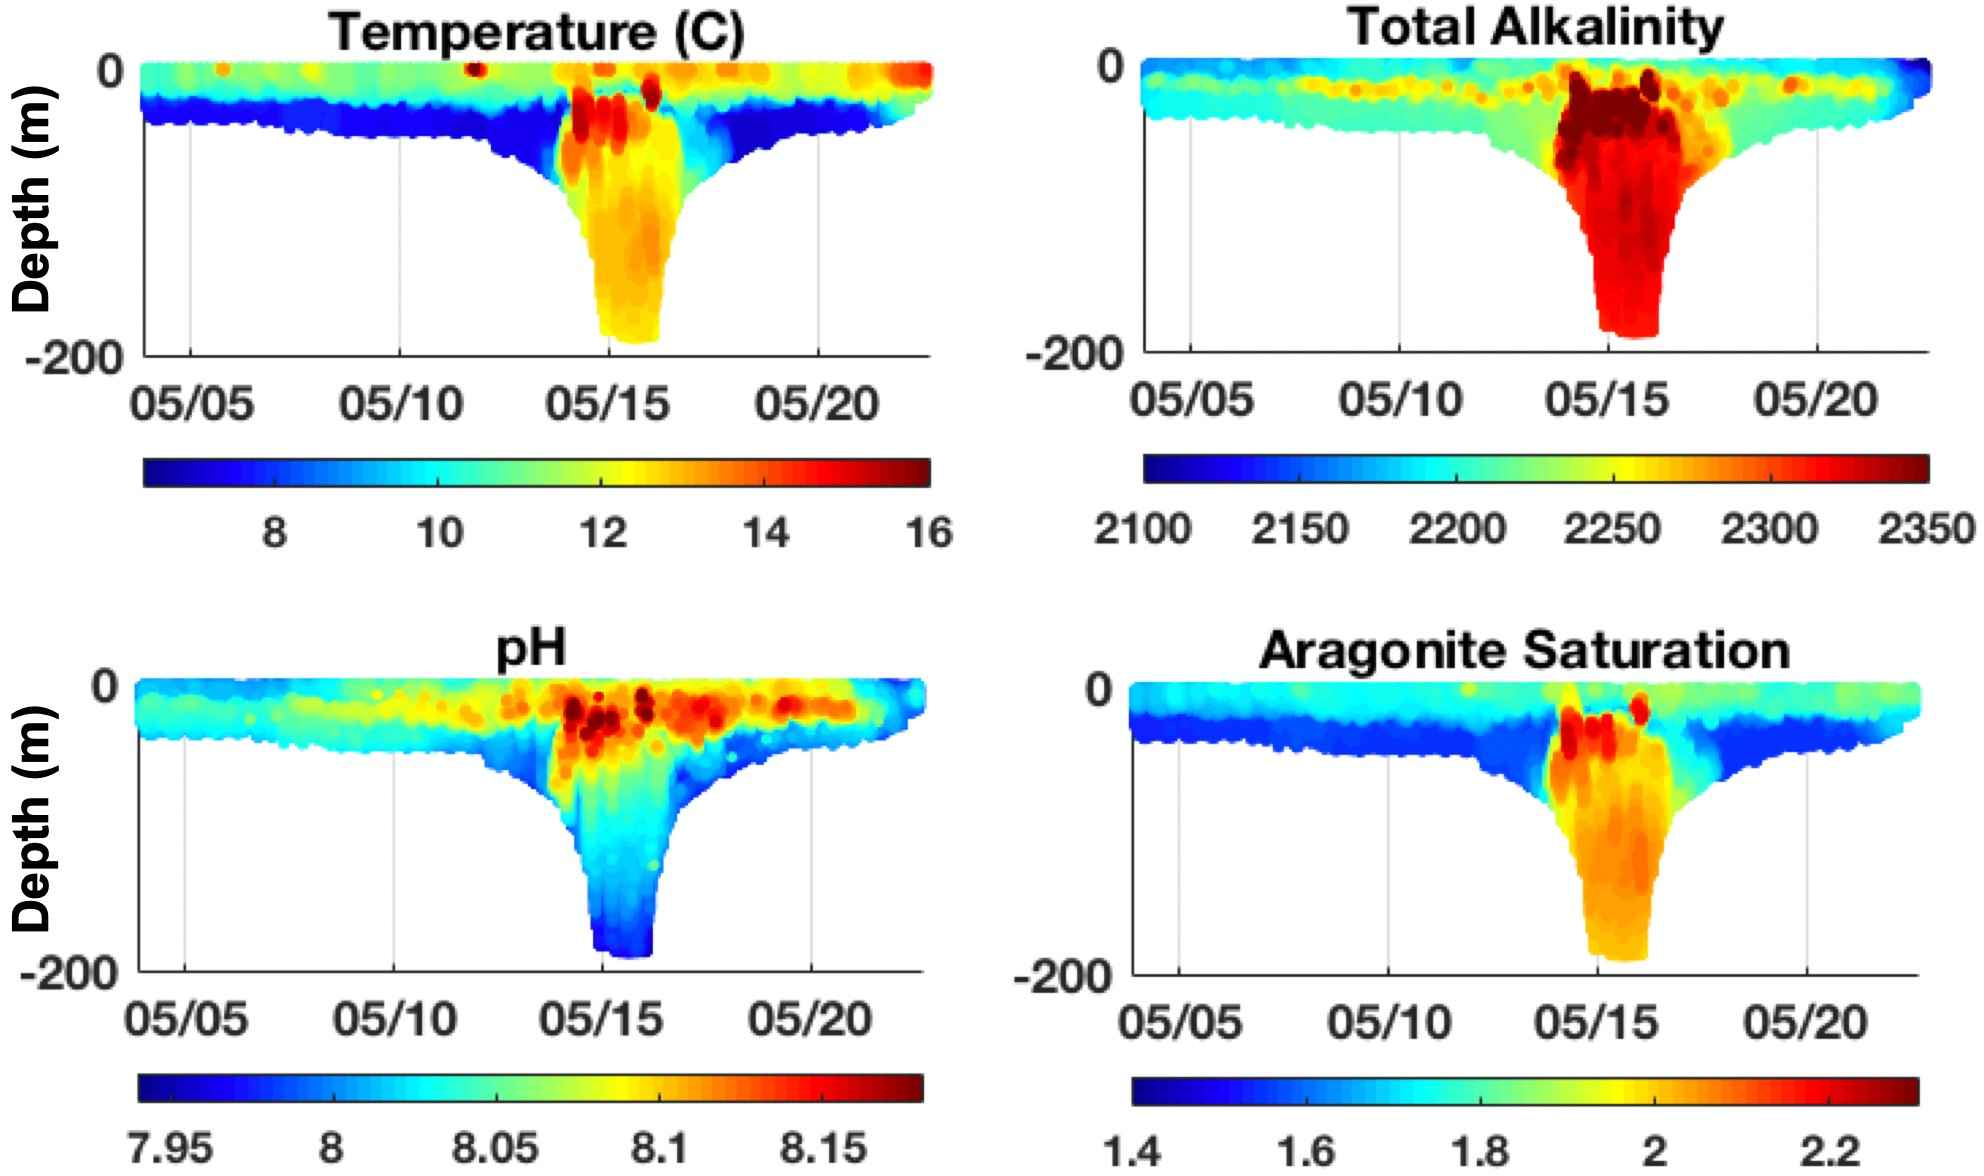 Temperature (C)
0
Depth (m)
-200
05/05 05/10 05/15 05/20
8 10 12 14 16
Total Alkalinity
0
-200
05/05 05/10 05/15 05/20
2100 2150 2200 2250 2300 2350
pH
0
Depth (m)
-200
05/05 05/10 05/15 05/20
7.95 8 8.05 8.1 8.15
Aragonite Saturation
0
-200
05/05 05/10 05/15 05/20
1.4 1.6 1.8 2 2.2